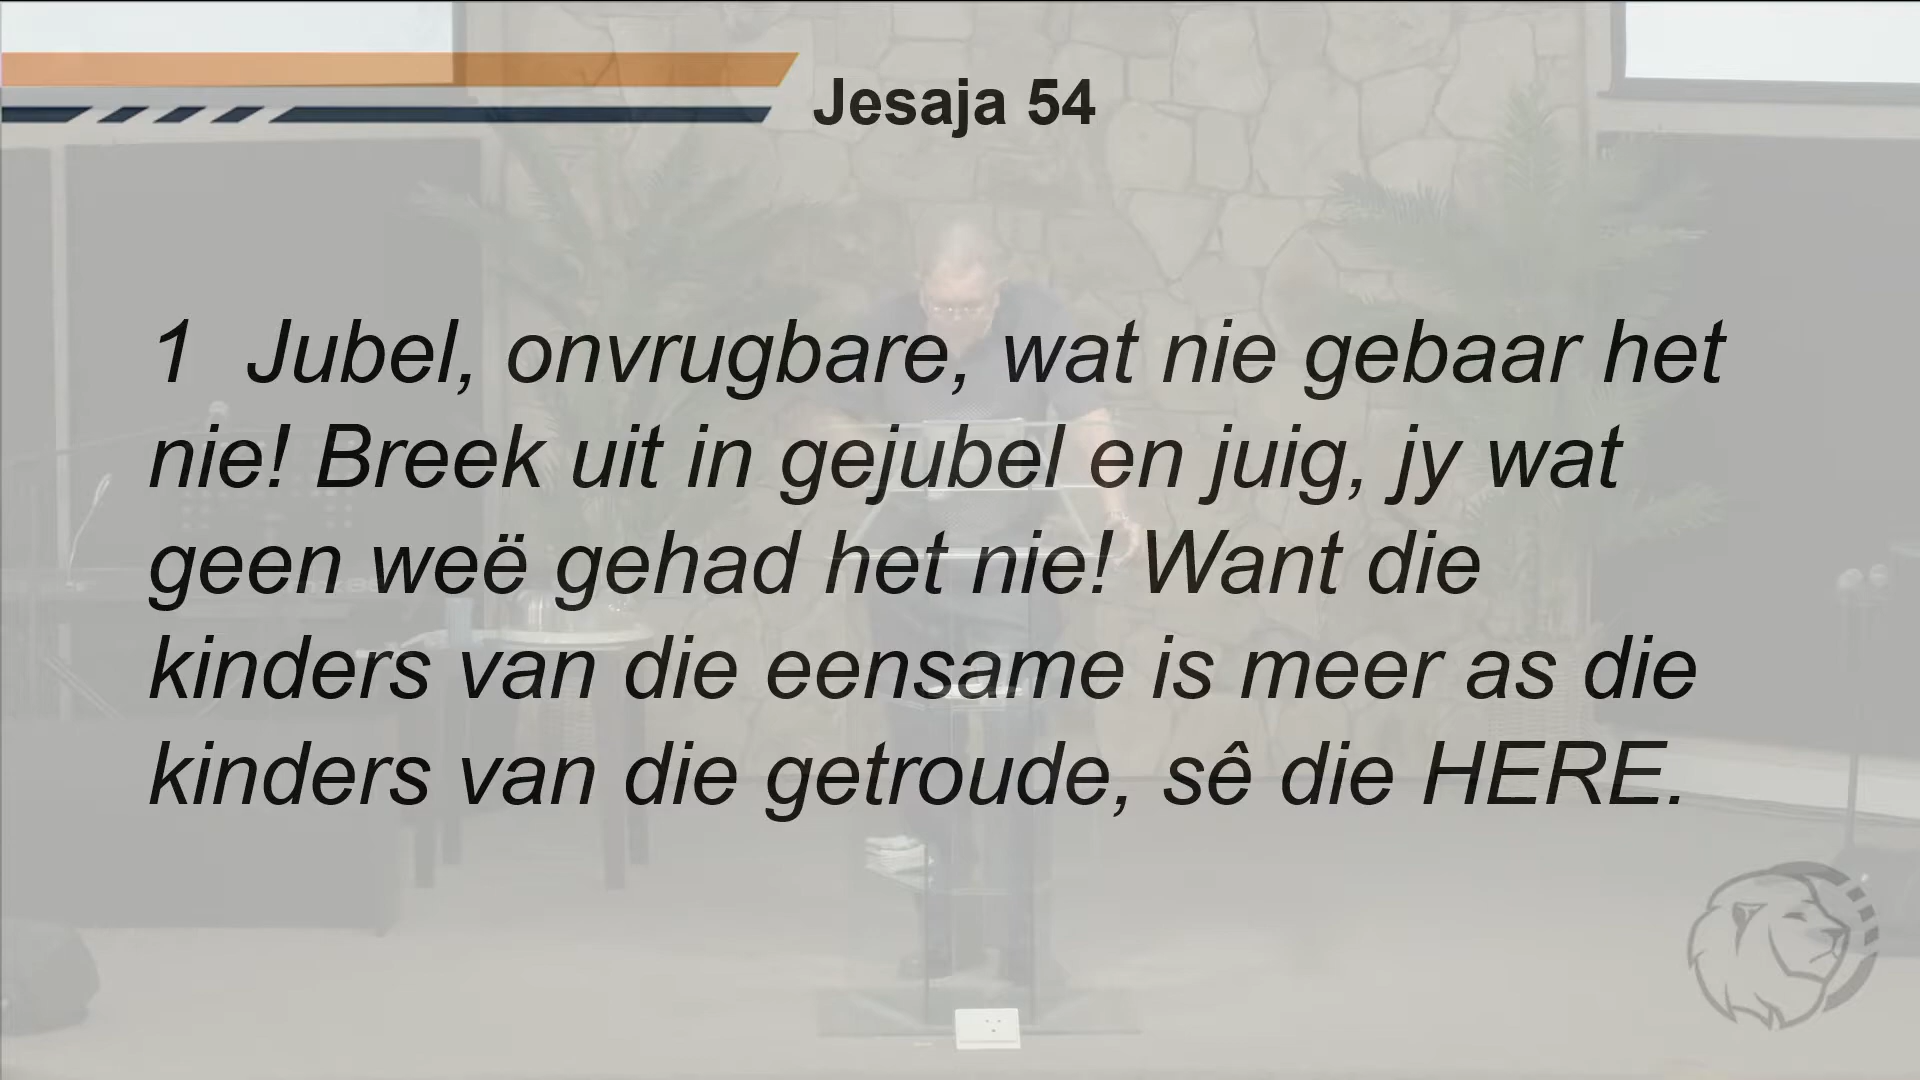 Jesaja 54
1 Jubel, onvrugbare, wat nie gebaar het
nie! Breek uit in gejubel en juig, jy wat
geen weë gehad het nie! Want die
kinders van die eensame is meer as die
kinders van die getroude, sê die HERE.